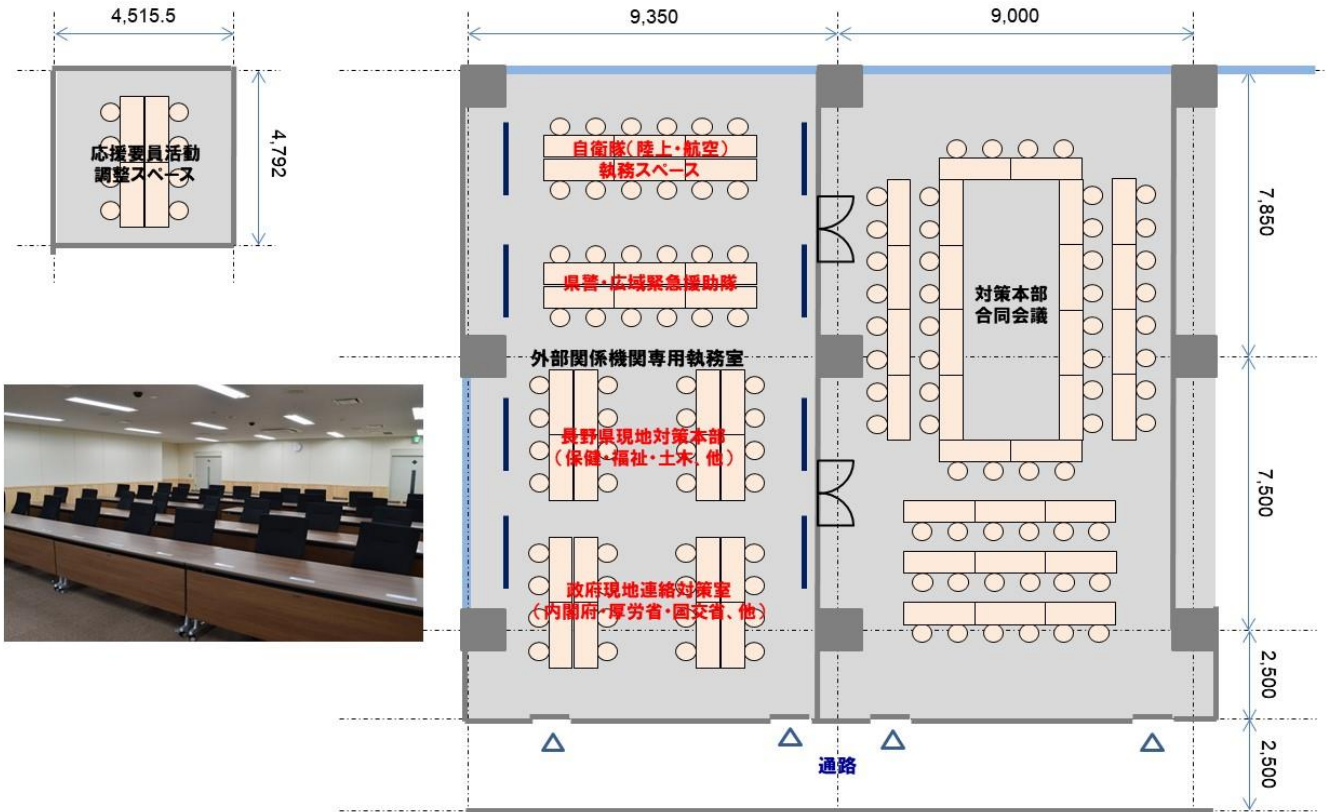 4,515.5
9,350
9,000
4,792
応援要員活動
調整スペース
自衛隊(陸上・航空)
執務スペース
県警・広域緊急援助隊
7,850
対策本部
合同会議
外部関係機関専用執務室
長野県現地対策本部
(保健・福祉・土木、他)
7,500
政府現地連絡対策室
(内閣府・厚労省・国交省、他)
2,500
2,500
通路